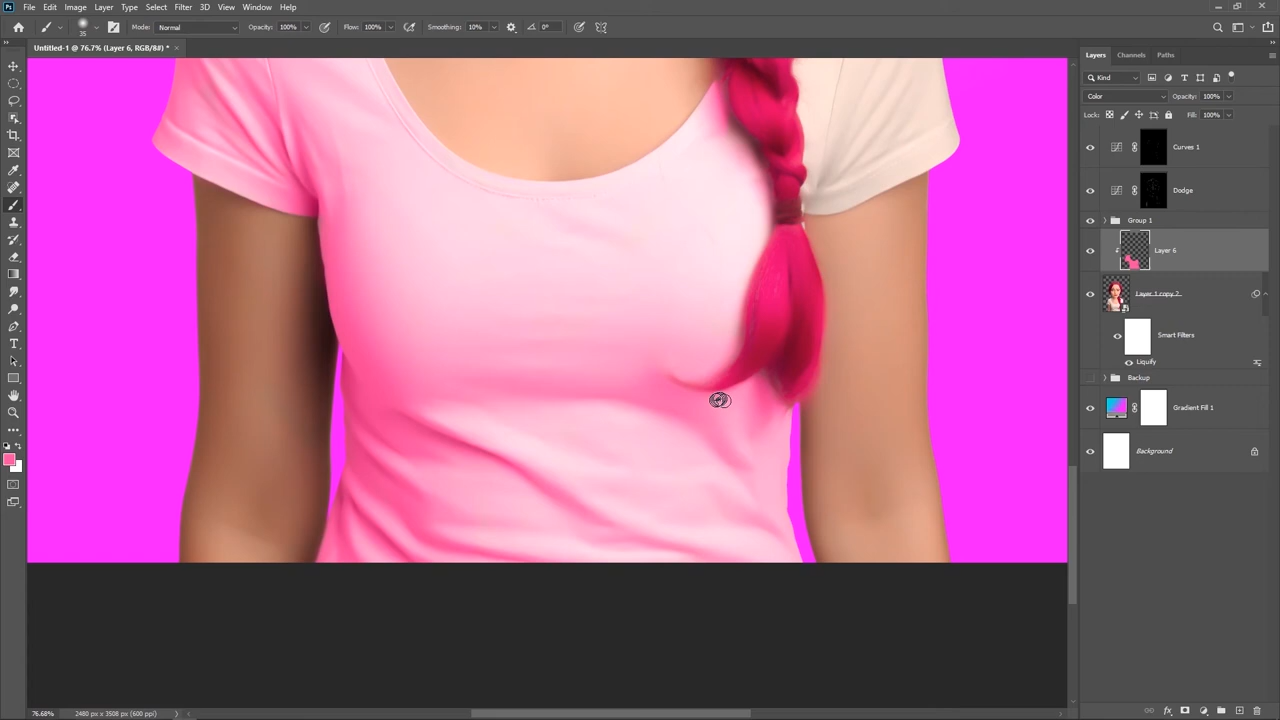 File Edit Image Layer Type Select Filter 3D View Window Help
35 Mode: Normal Opacity: 100% Flow: 100% Smoothing: 10% 0°
Untitled-1 @ 76.7% (Layer 6, RGB/8#) *
Layers Channels Paths
Kind
Color Opacity: 100%
Lock: Fill: 100%
Curves 1
Dodge
Group 1
Layer 6
Layer 1 copy 2
Smart Filters
Liquify
Backup
Gradient Fill 1
Background
76.68% 2480 px x 3508 px (600 ppi)